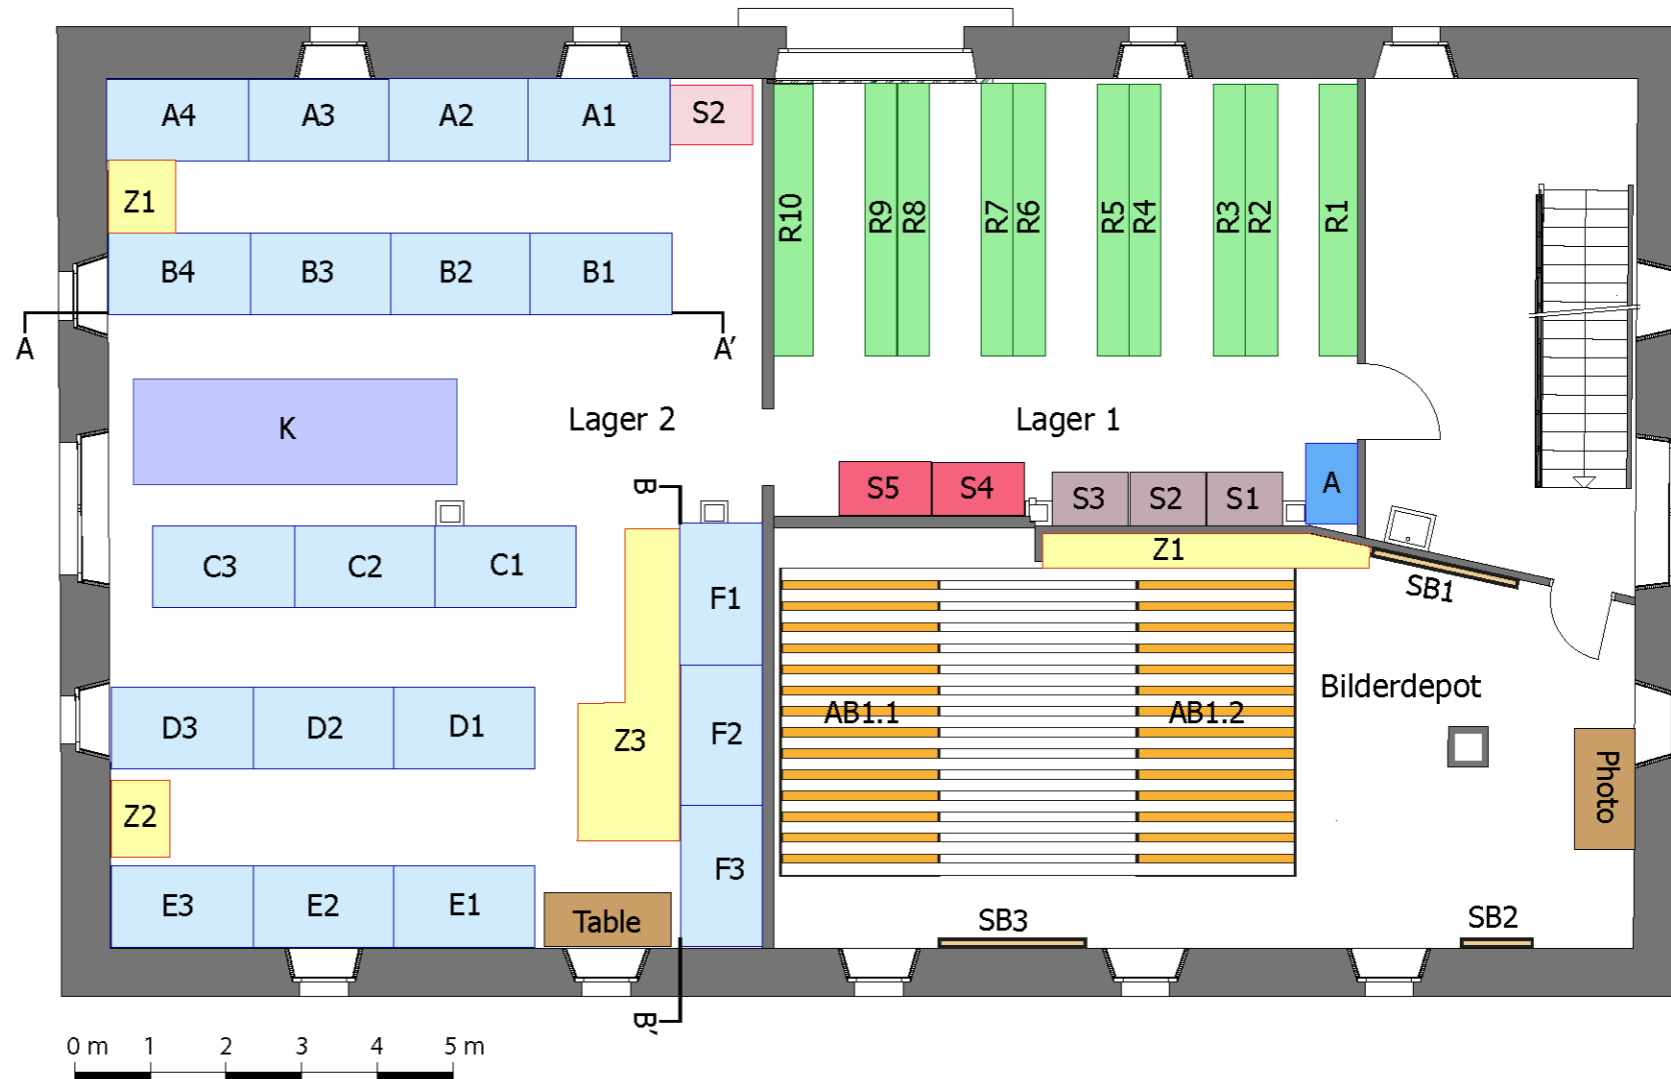 A4 A3 A2 A1 S2
Z1
B4 B3 B2 B1
A A′
K
Lager 2
B
C3 C2 C1
F1
D3 D2 D1
Z3
F2
Z2
E3 E2 E1
Table
F3
B′
R10 R9 R8 R7 R6 R5 R4 R3 R2 R1
Lager 1
S5 S4 S3 S2 S1 A
Z1
SB1
Bilderdepot
AB1.1 AB1.2
Photo
SB3 SB2
0 m 1 2 3 4 5 m